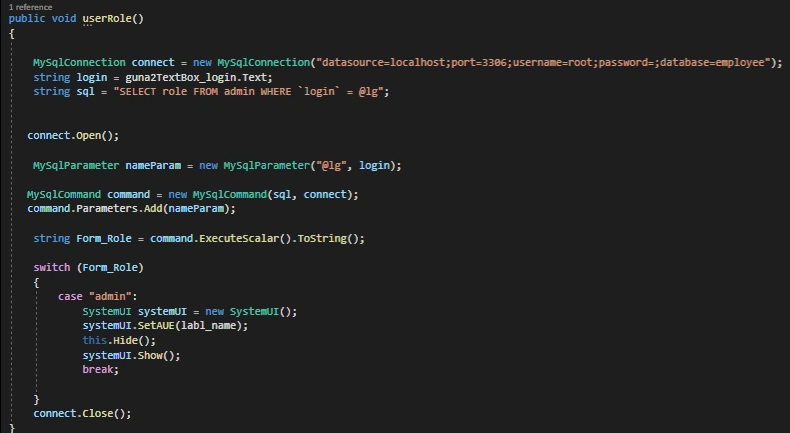 1 reference
public void userRole()
{
MySqlConnection connect = new MySqlConnection("datasource=localhost;port=3306;username=root;password=;database=employee");
string login = guna2TextBox_login.Text;
string sql = "SELECT role FROM admin WHERE `login` = @lg";
connect.Open();
MySqlParameter nameParam = new MySqlParameter("@lg", login);
MySqlCommand command = new MySqlCommand(sql, connect);
command.Parameters.Add(nameParam);
string Form_Role = command.ExecuteScalar().ToString();
switch (Form_Role)
{
case "admin":
SystemUI systemUI = new SystemUI();
systemUI.SetAUE(labl_name);
this.Hide();
systemUI.Show();
break;
}
connect.Close();
}